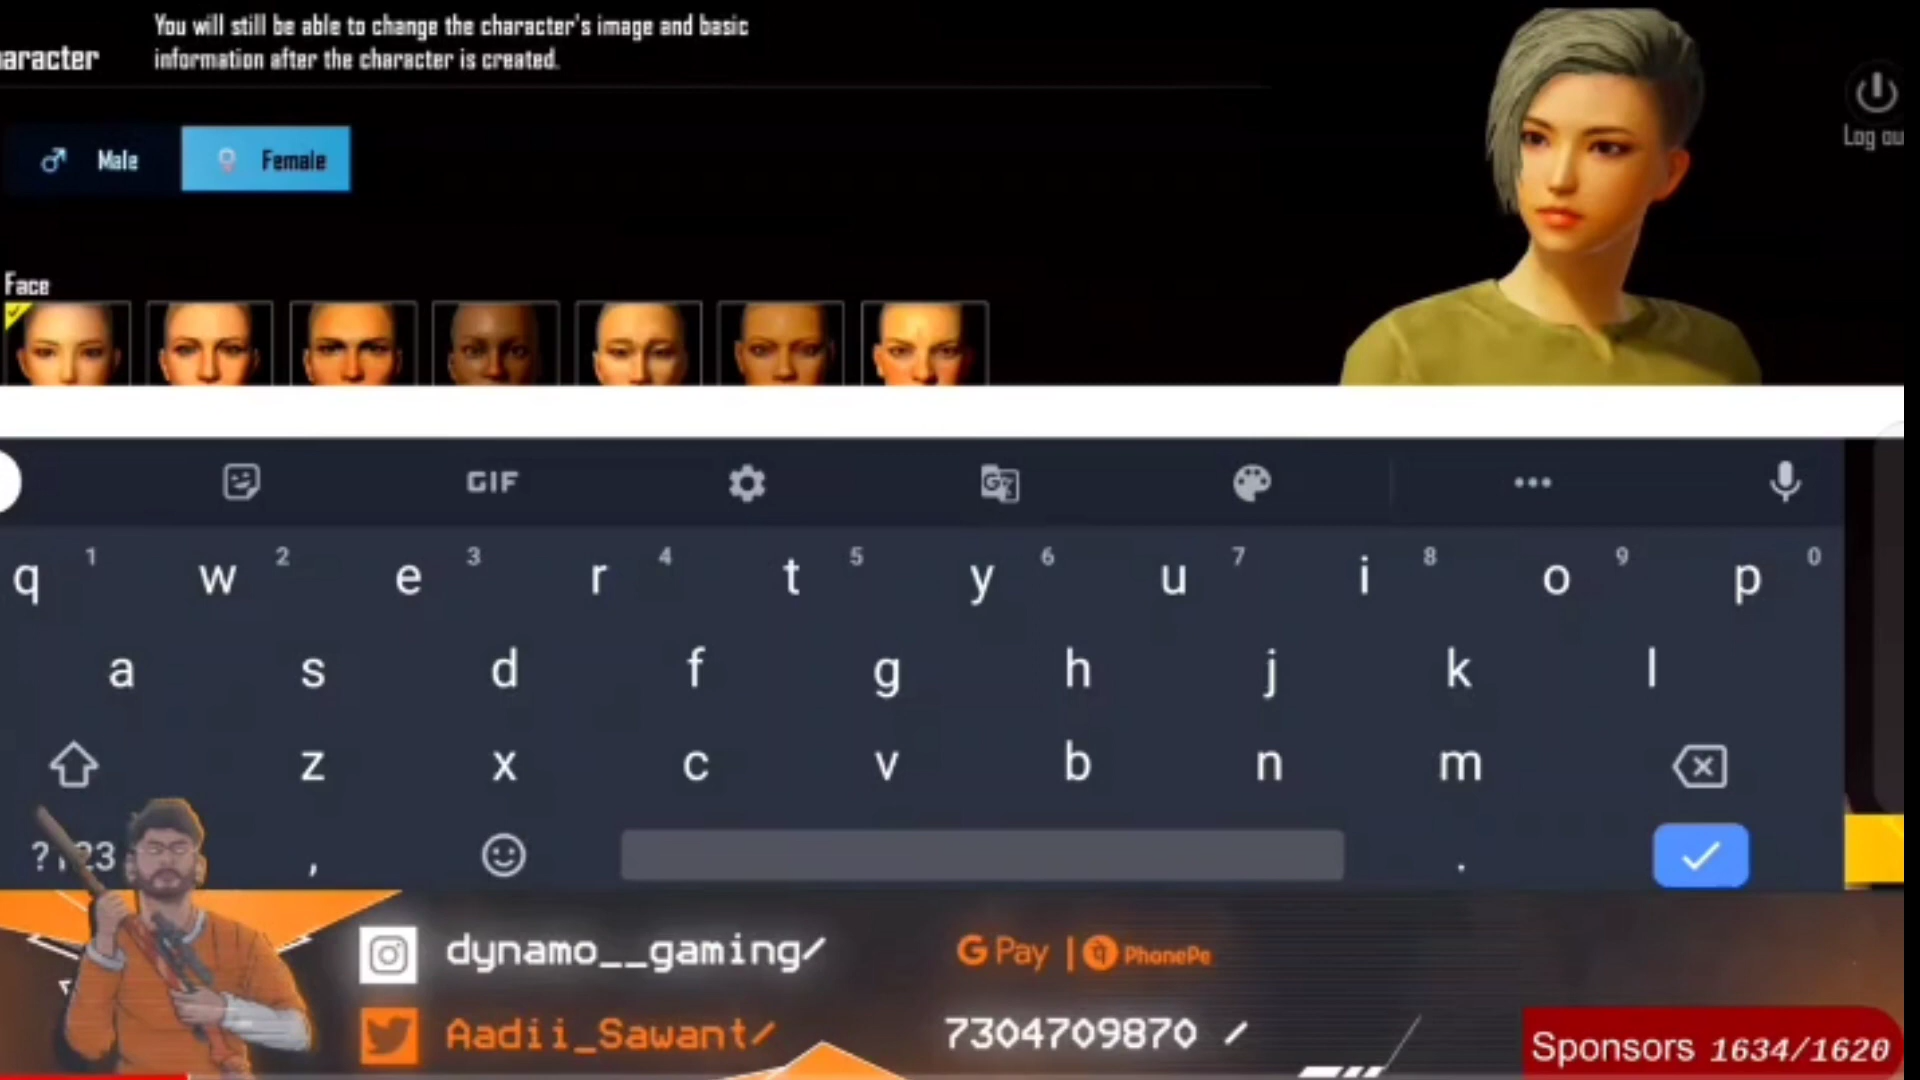 You will still be able to change the character's image and basic
aracter
information after the character is created.
Log ou
Male
Female
Face
GIF
q 1 w 2 e 3 r 4 t 5 y 6 u 7 i 8 o 9 p 0
a s d f g h j k l
z x c v b n m
?123 , .
dynamo__gaming/
G Pay | PhonePe
Aadii_Sawant/
7304709870 /
Sponsors 1634/1620